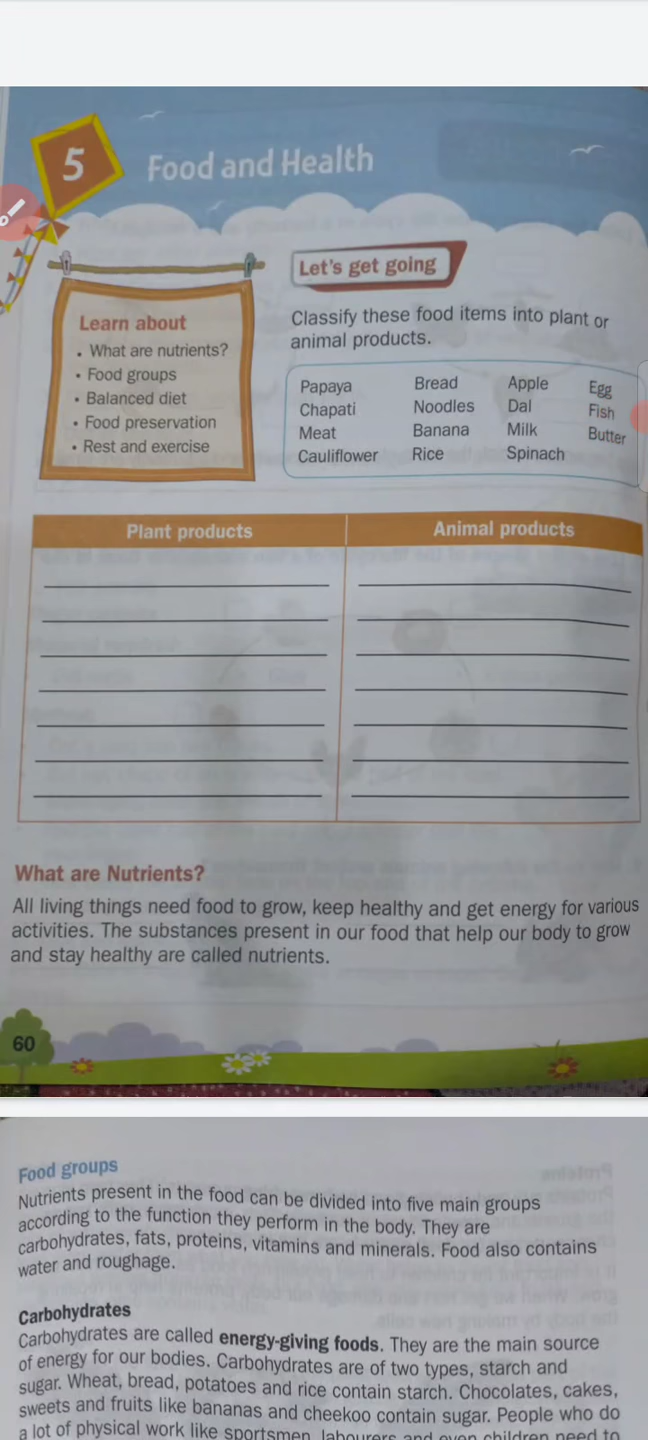 5
Food and Health
Learn about
• What are nutrients?
• Food groups
• Balanced diet
• Food preservation
• Rest and exercise
Let's get going
Classify these food items into plant or
animal products.
Papaya Bread Apple Egg
Chapati Noodles Dal Fish
Meat Banana Milk Butter
Cauliflower Rice Spinach
Plant products Animal products
What are Nutrients?
All living things need food to grow, keep healthy and get energy for various
activities. The substances present in our food that help our body to grow
and stay healthy are called nutrients.
60
Food groups
Nutrients present in the food can be divided into five main groups
according to the function they perform in the body. They are
carbohydrates, fats, proteins, vitamins and minerals. Food also contains
water and roughage.
Carbohydrates
Carbohydrates are called energy-giving foods. They are the main source
of energy for our bodies. Carbohydrates are of two types, starch and
sugar. Wheat, bread, potatoes and rice contain starch. Chocolates, cakes,
sweets and fruits like bananas and cheekoo contain sugar. People who do
a lot of physical work like sportsmen, labourers and even children need to